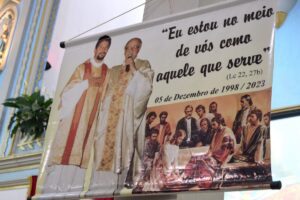 "Eu estou no meio
de vós como
aquele que serve"
(Lc 22, 27b)
05 de Dezembro de 1998 / 2023